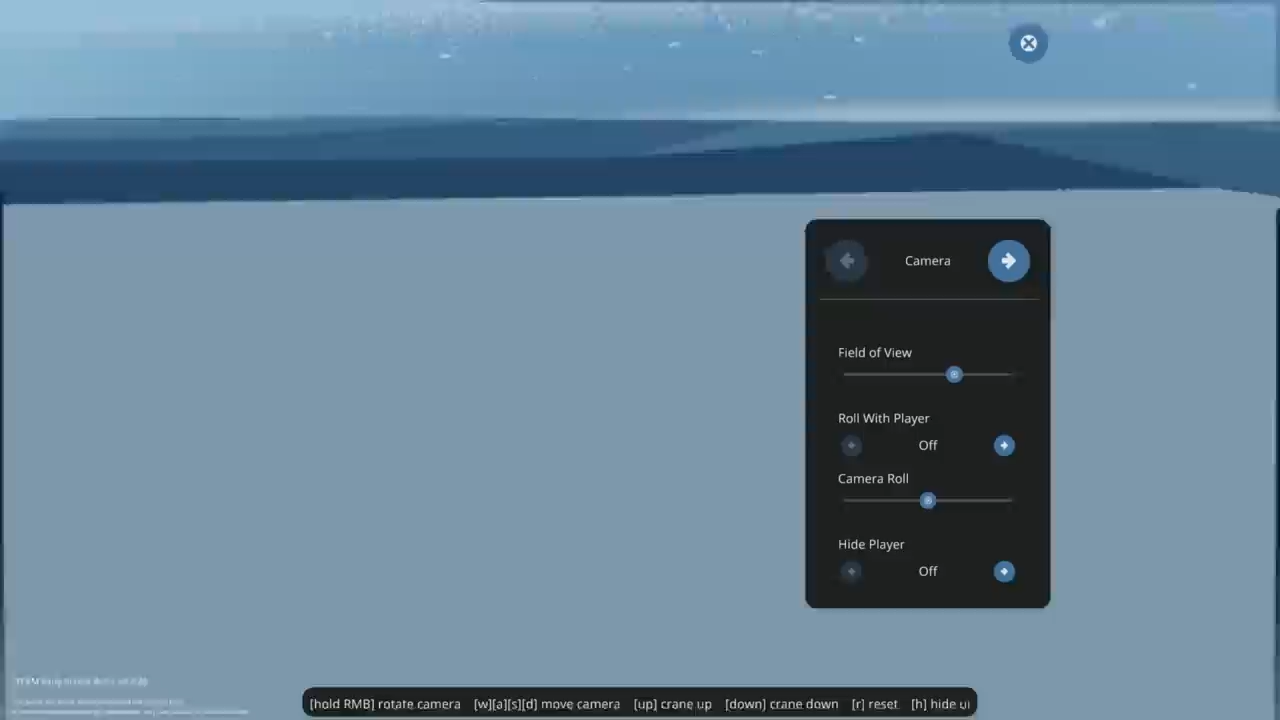 Camera
Field of View
Roll With Player
Off
Camera Roll
Hide Player
Off
[hold RMB] rotate camera [w][a][s][d] move camera [up] crane up [down] crane down [r] reset [h] hide ui